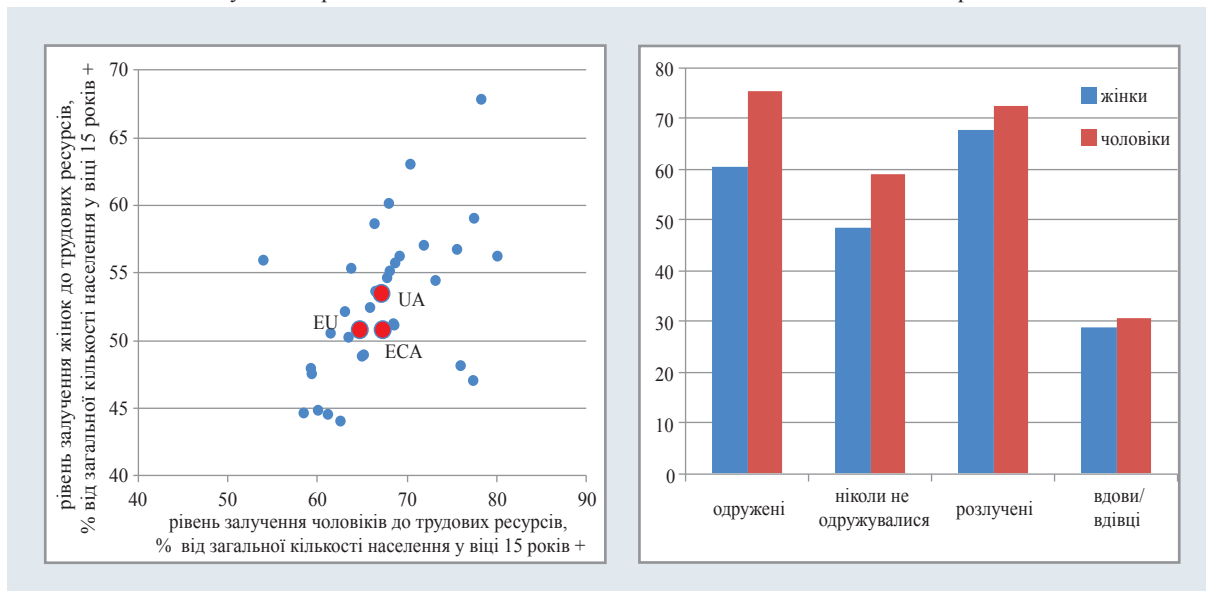 70
65
60
55
50
45
40
40
50
60
70
80
90
рівень залучення жінок до трудових ресурсів,
% від загальної кількості населення у віці 15 років +
UA
EU
ECA
рівень залучення чоловіків до трудових ресурсів,
% від загальної кількості населення у віці 15 років +
80
70
60
50
40
30
20
10
0
жінки
чоловіки
одружені
ніколи не
одружувалися
розлучені
вдови/
вдівці